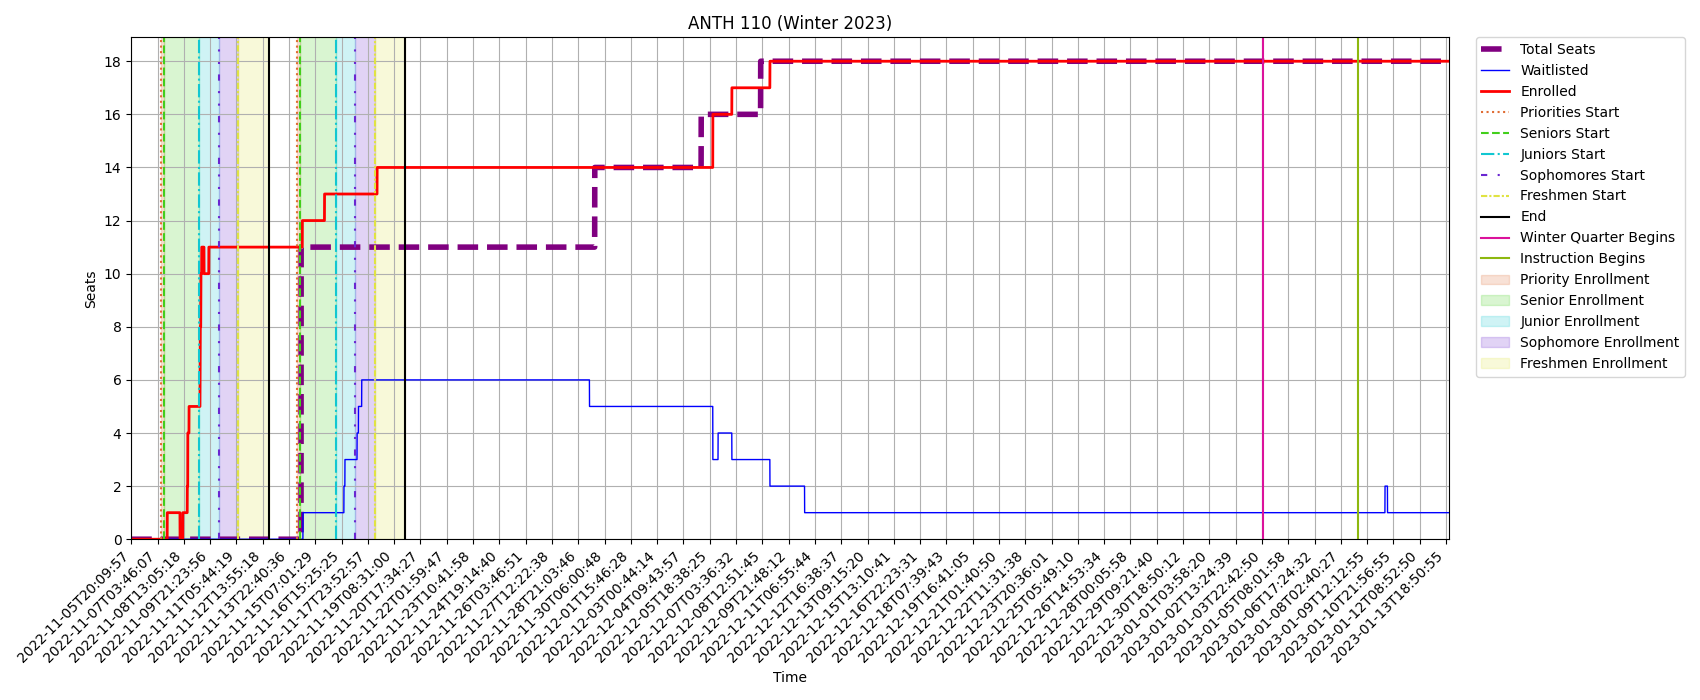 ANTH 110 (Winter 2023)
Seats
18
16
14
12
10
8
6
4
2
0
2022-11-05T20:09:57
2022-11-07T03:46:07
2022-11-08T13:05:18
2022-11-09T21:23:56
2022-11-11T05:44:19
2022-11-12T13:55:18
2022-11-13T22:40:36
2022-11-15T07:01:29
2022-11-16T15:25:25
2022-11-17T23:52:57
2022-11-19T08:31:00
2022-11-20T17:34:27
2022-11-22T01:59:47
2022-11-23T10:41:58
2022-11-24T19:14:40
2022-11-26T03:46:51
2022-11-27T12:22:38
2022-11-28T21:03:46
2022-11-30T06:00:48
2022-12-01T15:46:28
2022-12-03T00:44:14
2022-12-04T09:43:57
2022-12-05T18:38:25
2022-12-07T03:36:32
2022-12-08T12:51:45
2022-12-09T21:48:12
2022-12-11T06:55:44
2022-12-12T16:38:37
2022-12-13T09:15:20
2022-12-15T13:10:41
2022-12-16T22:23:31
2022-12-18T07:39:43
2022-12-19T16:41:05
2022-12-21T01:40:50
2022-12-22T11:31:38
2022-12-23T20:36:01
2022-12-25T05:49:10
2022-12-26T14:53:34
2022-12-28T00:05:58
2022-12-29T09:21:40
2022-12-30T18:50:12
2023-01-01T03:58:20
2023-01-02T13:24:39
2023-01-03T22:42:50
2023-01-05T08:01:58
2023-01-06T17:24:32
2023-01-08T02:40:27
2023-01-09T12:12:55
2023-01-10T21:56:55
2023-01-12T08:52:50
2023-01-13T18:50:55
Time
Total Seats
Waitlisted
Enrolled
Priorities Start
Seniors Start
Juniors Start
Sophomores Start
Freshmen Start
End
Winter Quarter Begins
Instruction Begins
Priority Enrollment
Senior Enrollment
Junior Enrollment
Sophomore Enrollment
Freshmen Enrollment